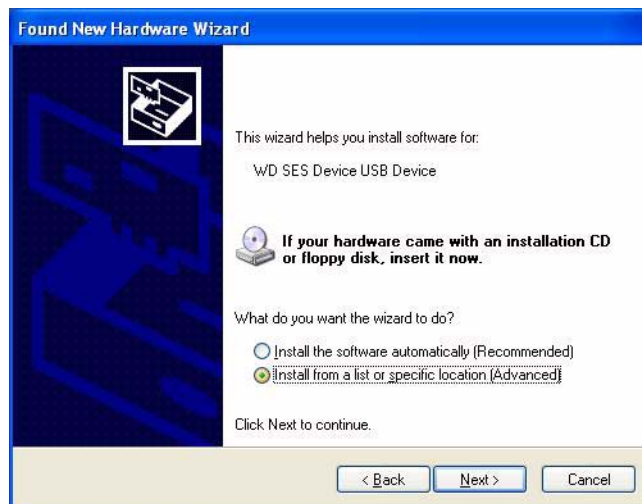 Found New Hardware Wizard
This wizard helps you install software for:
WD SES Device USB Device
If your hardware came with an installation CD
or floppy disk, insert it now.
What do you want the wizard to do?
Install the software automatically (Recommended)
Install from a list or specific location (Advanced)
Click Next to continue.
< Back Next > Cancel